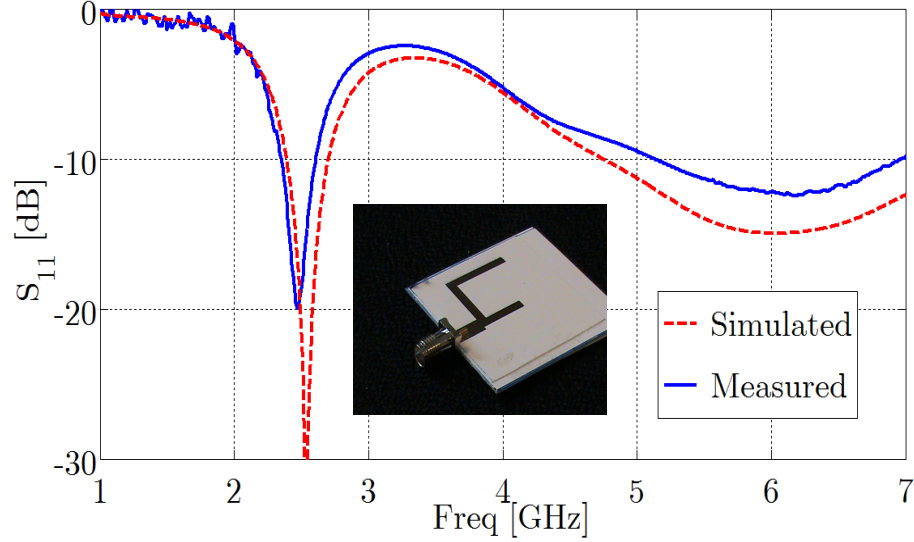 0
-10
-20
-30
S11 [dB]
1 2 3 4 5 6 7
Freq [GHz]
Simulated
Measured